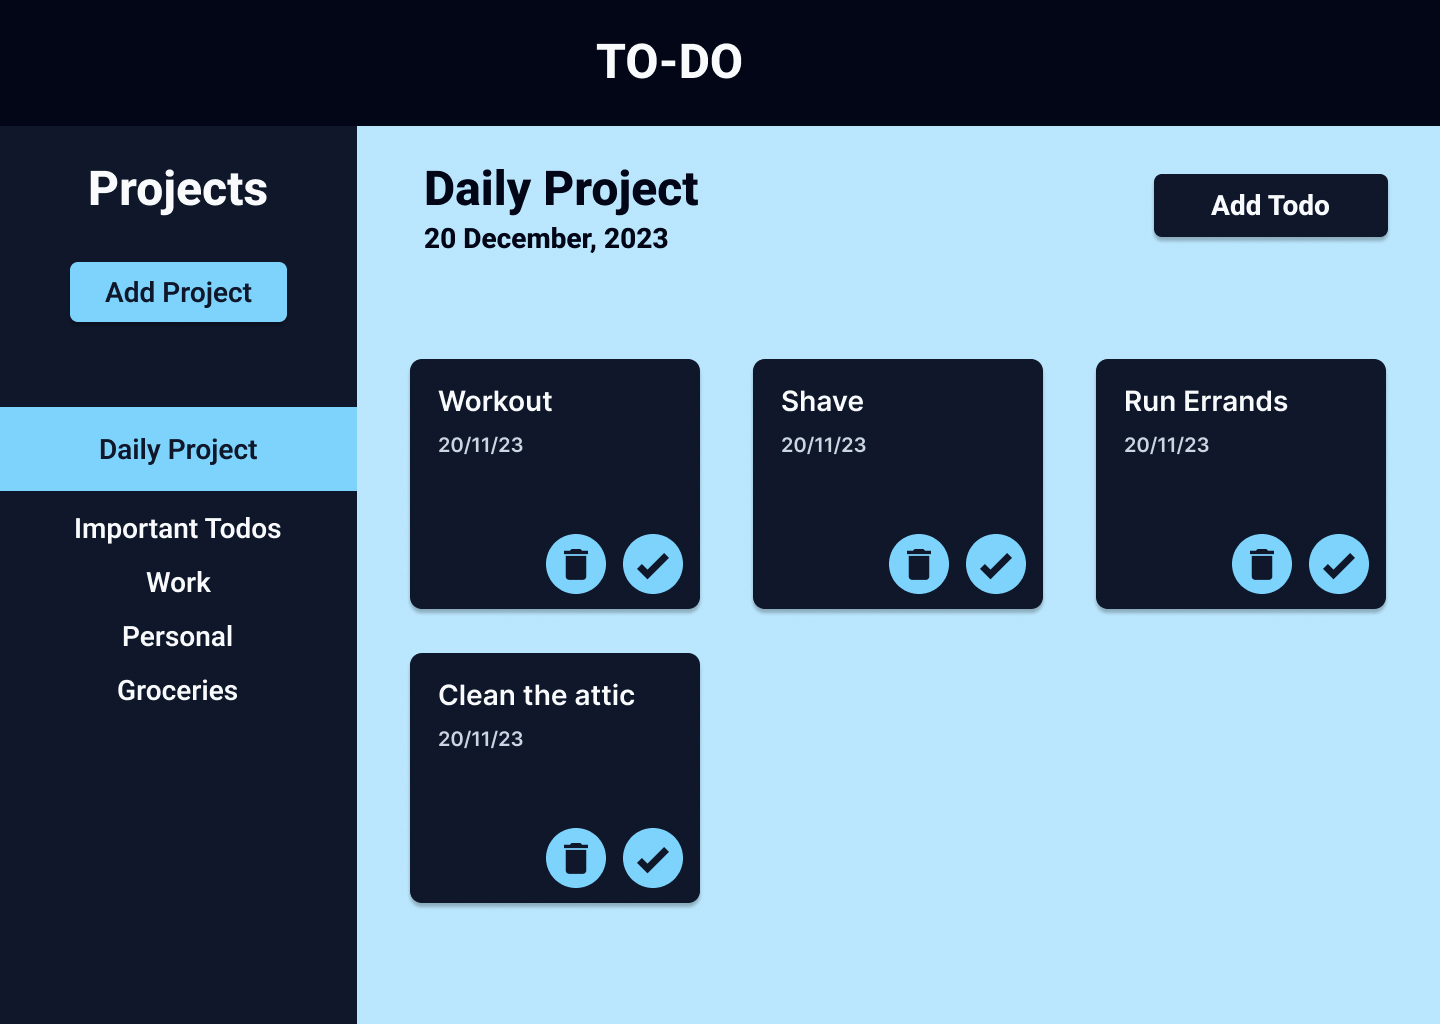 TO-DO
Projects
Add Project
Daily Project
Important Todos
Work
Personal
Groceries
Daily Project
20 December, 2023
Add Todo
Workout
20/11/23
Shave
20/11/23
Run Errands
20/11/23
Clean the attic
20/11/23